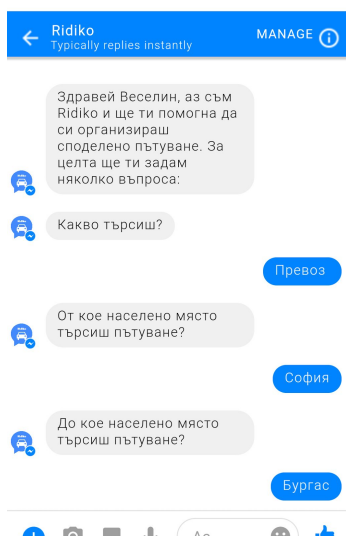 Ridiko
Typically replies instantly
MANAGE
Здравей Веселин, аз съм
Ridiko и ще ти помогна да
си организираш
споделено пътуване. За
целта ще ти задам
няколко въпроса:
Какво търсиш?
Превоз
От кое населено място
търсиш пътуване?
София
До кое населено място
търсиш пътуване?
Бургас
Aa